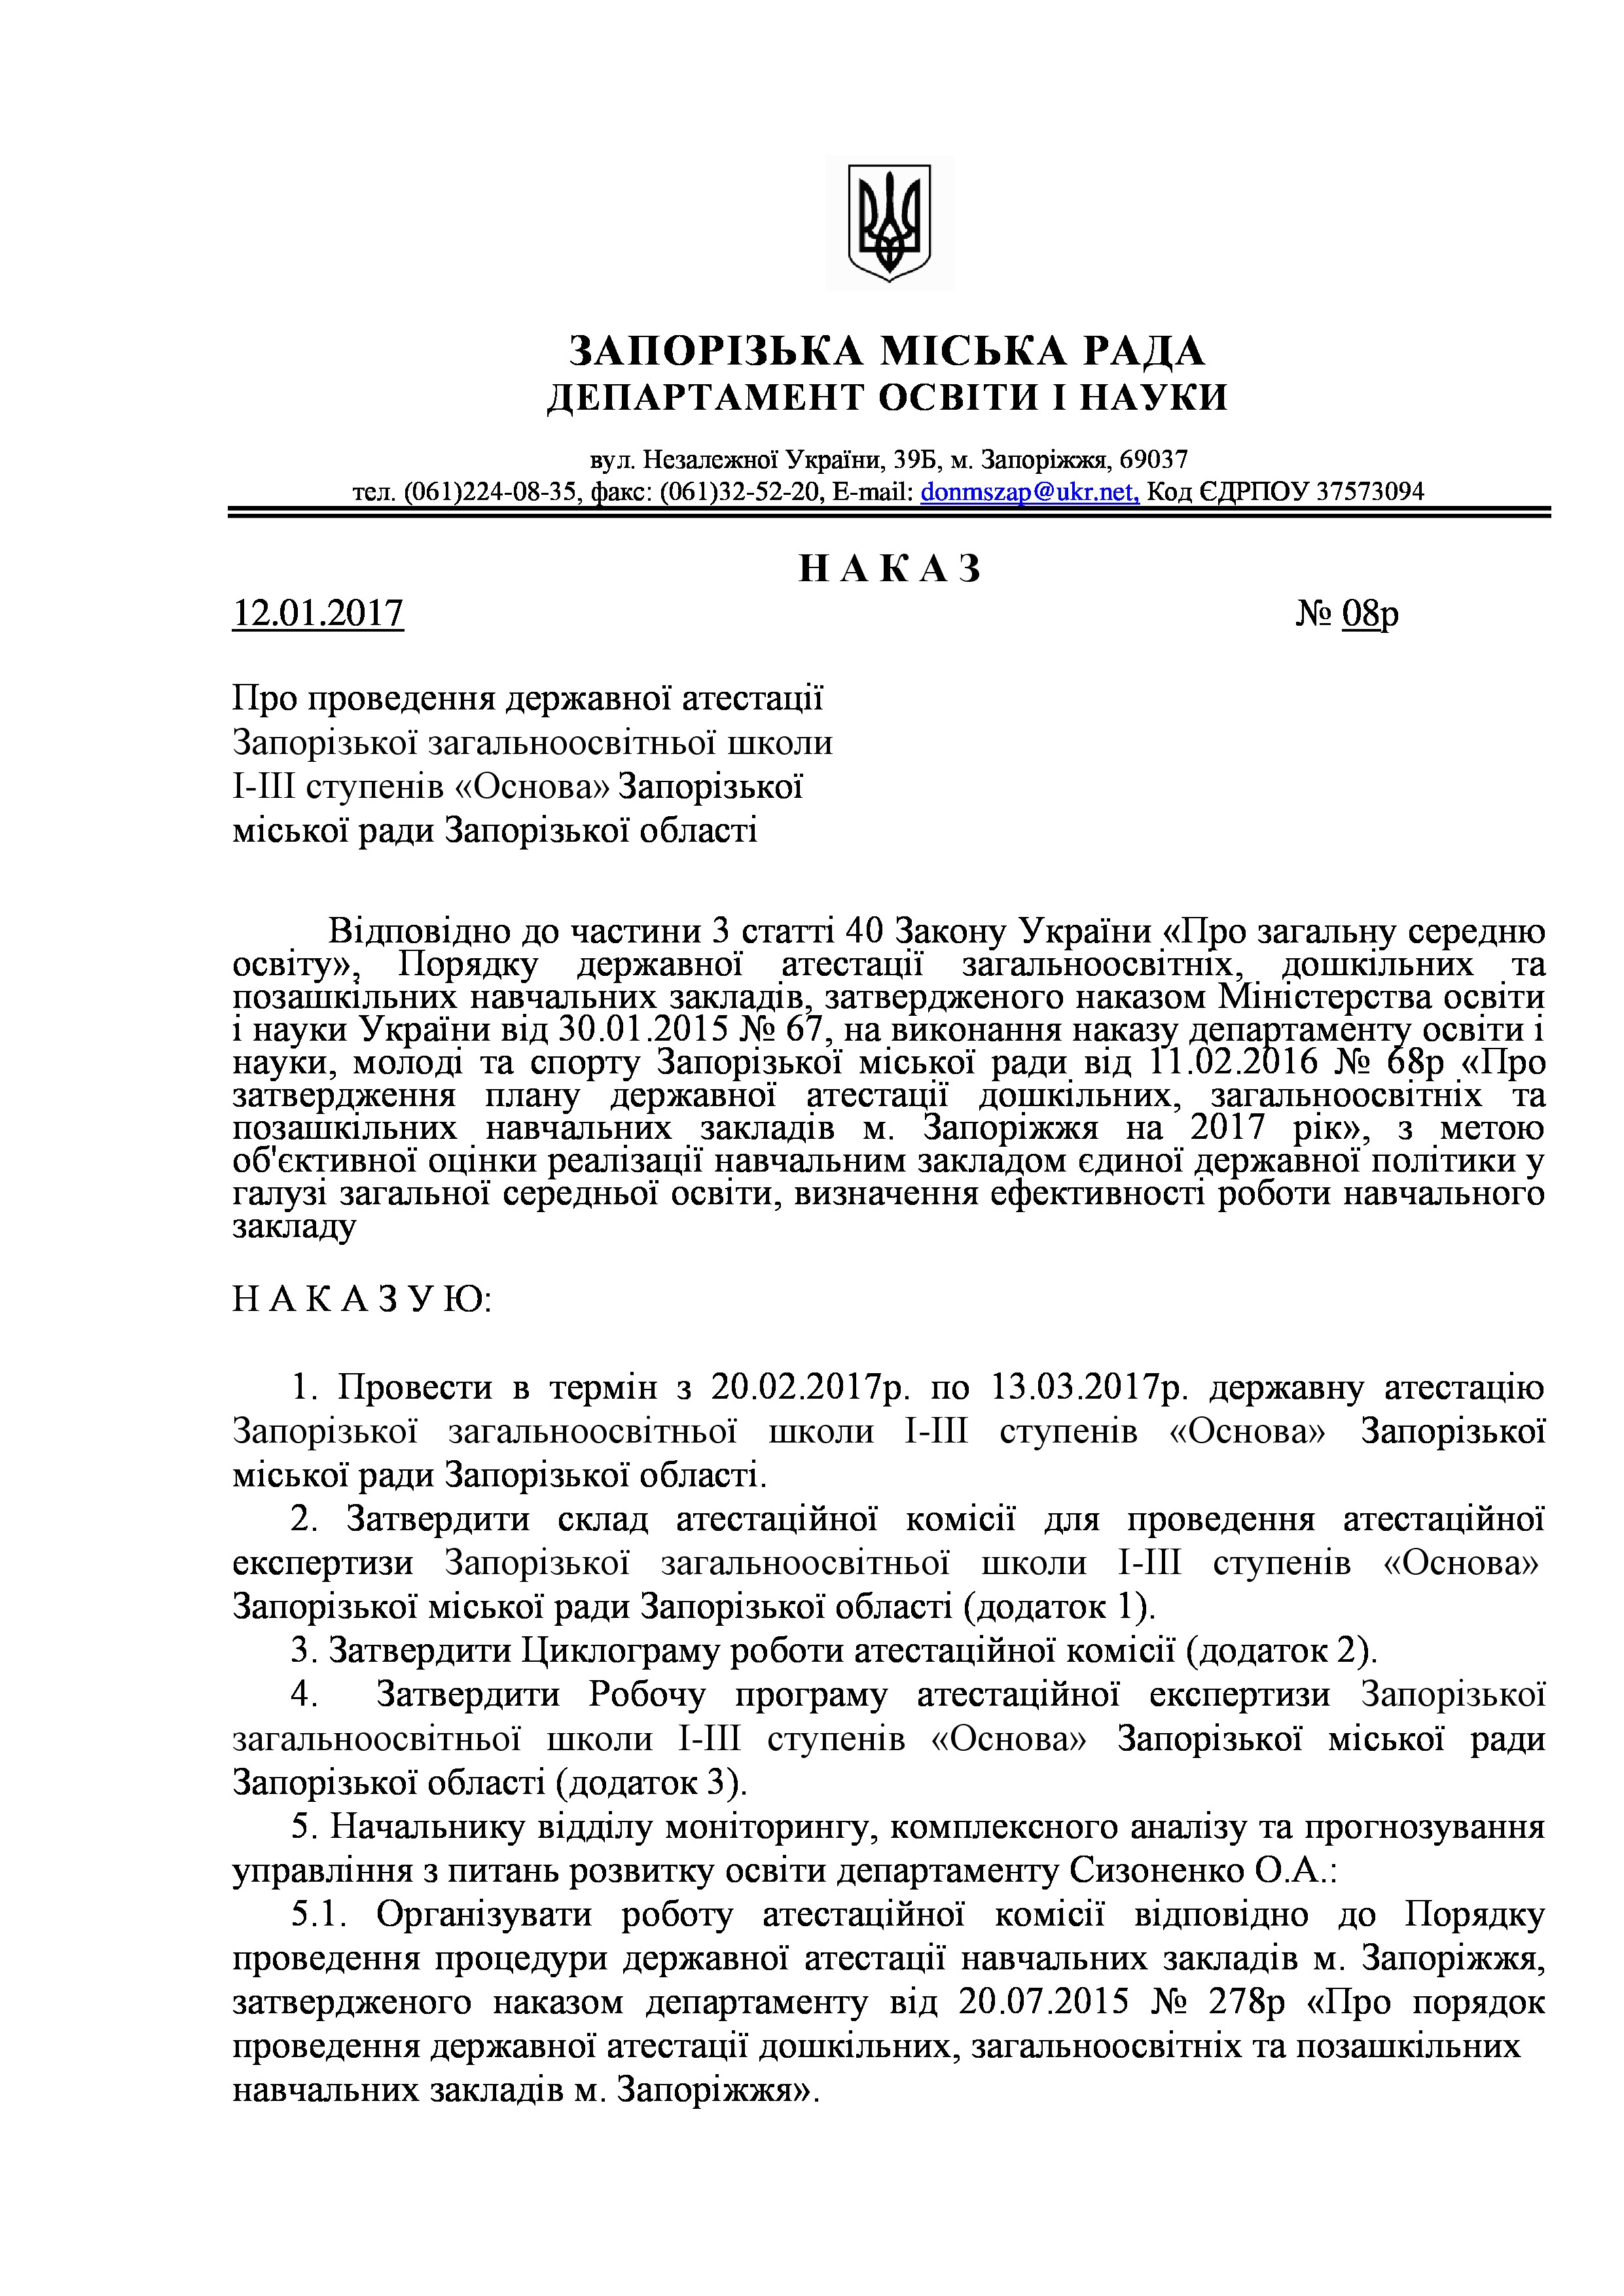 ЗАПОРІЗЬКА МІСЬКА РАДА
ДЕПАРТАМЕНТ ОСВІТИ І НАУКИ
вул. Незалежної України, 39Б, м. Запоріжжя, 69037
тел. (061)224-08-35, факс: (061)32-52-20, E-mail: donmszap@ukr.net, Код ЄДРПОУ 37573094
Н А К А З
12.01.2017 № 08р
Про проведення державної атестації
Запорізької загальноосвітньої школи
І-ІІІ ступенів «Основа» Запорізької
міської ради Запорізької області
Відповідно до частини 3 статті 40 Закону України «Про загальну середню
освіту», Порядку державної атестації загальноосвітніх, дошкільних та
позашкільних навчальних закладів, затвердженого наказом Міністерства освіти
і науки України від 30.01.2015 № 67, на виконання наказу департаменту освіти і
науки, молоді та спорту Запорізької міської ради від 11.02.2016 № 68р «Про
затвердження плану державної атестації дошкільних, загальноосвітніх та
позашкільних навчальних закладів м. Запоріжжя на 2017 рік», з метою
об'єктивної оцінки реалізації навчальним закладом єдиної державної політики у
галузі загальної середньої освіти, визначення ефективності роботи навчального
закладу
Н А К А З У Ю:
1. Провести в термін з 20.02.2017р. по 13.03.2017р. державну атестацію
Запорізької загальноосвітньої школи І-ІІІ ступенів «Основа» Запорізької
міської ради Запорізької області.
2. Затвердити склад атестаційної комісії для проведення атестаційної
експертизи Запорізької загальноосвітньої школи І-ІІІ ступенів «Основа»
Запорізької міської ради Запорізької області (додаток 1).
3. Затвердити Циклограму роботи атестаційної комісії (додаток 2).
4. Затвердити Робочу програму атестаційної експертизи Запорізької
загальноосвітньої школи І-ІІІ ступенів «Основа» Запорізької міської ради
Запорізької області (додаток 3).
5. Начальнику відділу моніторингу, комплексного аналізу та прогнозування
управління з питань розвитку освіти департаменту Сизоненко О.А.:
5.1. Організувати роботу атестаційної комісії відповідно до Порядку
проведення процедури державної атестації навчальних закладів м. Запоріжжя,
затвердженого наказом департаменту від 20.07.2015 № 278р «Про порядок
проведення державної атестації дошкільних, загальноосвітніх та позашкільних
навчальних закладів м. Запоріжжя».